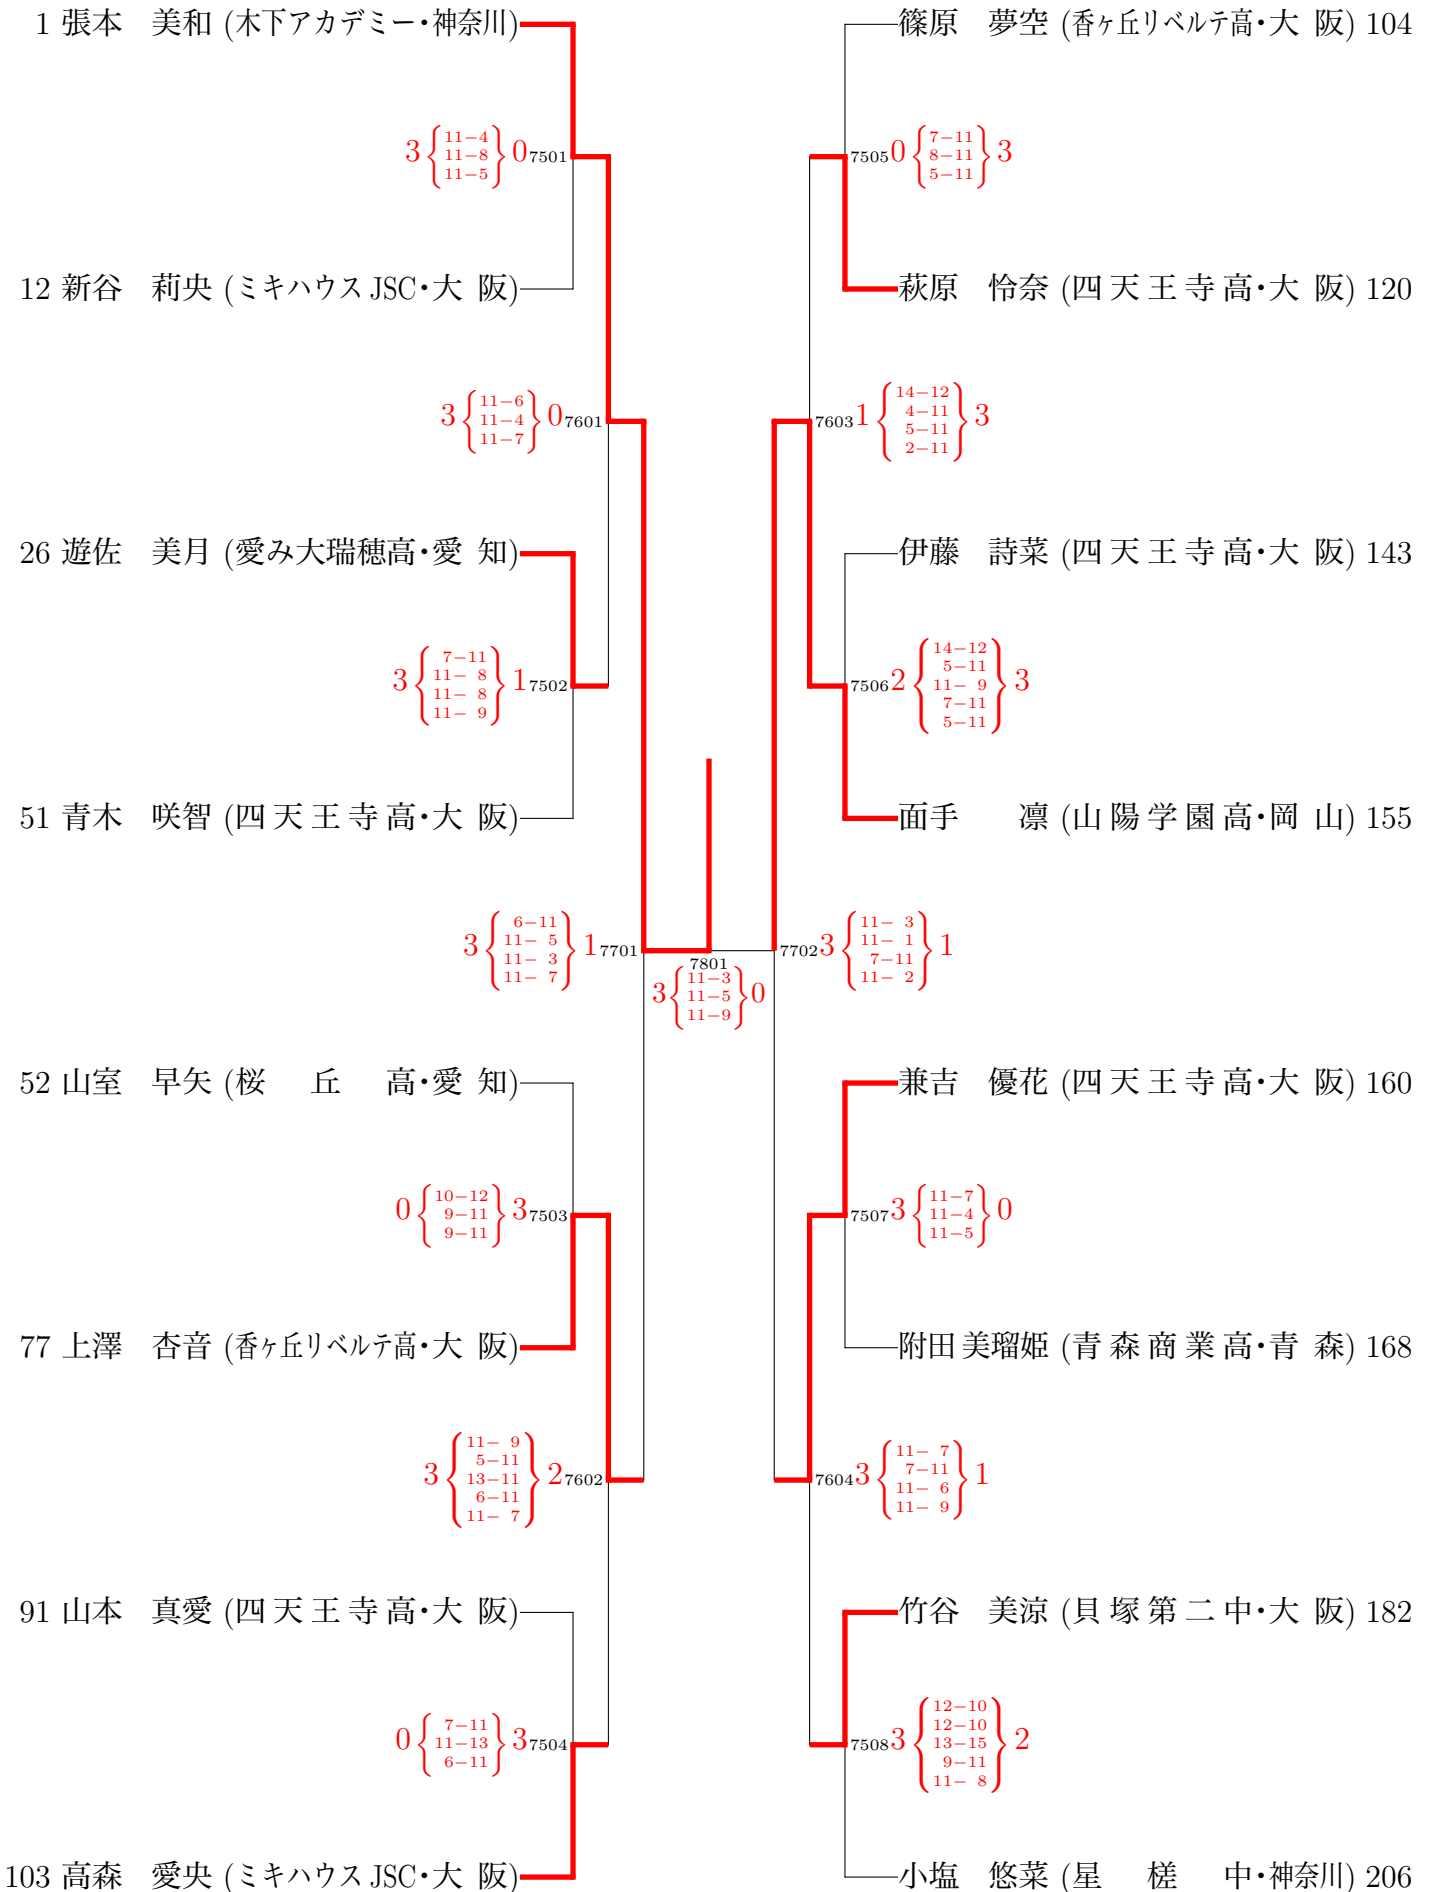 1 張本 美和 (木下アカデミー・神奈川)
篠原 夢空 (香ヶ丘リベルテ高・大 阪) 104
3 11−4 11−8 11−5 0 7501
7505 0 7−11 8−11 5−11 3
12 新谷 莉央 (ミキハウスJSC・大 阪)
萩原 怜奈 (四天王寺高・大 阪) 120
3 11−6 11−4 11−7 0 7601
7603 1 14−12 4−11 5−11 2−11 3
26 遊佐 美月 (愛み大瑞穂高・愛 知)
伊藤 詩菜 (四天王寺高・大 阪) 143
3 7−11 11− 8 11− 8 11− 9 1 7502
7506 2 14−12 5−11 11− 9 7−11 5−11 3
51 青木 咲智 (四天王寺高・大 阪)
面手 凛 (山陽学園高・岡 山) 155
3 6−11 11− 5 11− 3 11− 7 1 7701
7702 3 11− 3 11− 1 7−11 11− 2 1
7801
3 11−3 11−5 11−9 0
52 山室 早矢 (桜 丘 高・愛 知)
兼吉 優花 (四天王寺高・大 阪) 160
0 10−12 9−11 9−11 3 7503
7507 3 11−7 11−4 11−5 0
77 上澤 杏音 (香ヶ丘リベルテ高・大 阪)
附田 美瑠姫 (青森商業高・青 森) 168
3 11− 9 5−11 13−11 6−11 11− 7 2 7602
7604 3 11− 7 7−11 11− 6 11− 9 1
91 山本 真愛 (四天王寺高・大 阪)
竹谷 美涼 (貝塚第二中・大 阪) 182
0 7−11 11−13 6−11 3 7504
7508 3 12−10 12−10 13−15 9−11 11− 8 2
103 高森 愛央 (ミキハウスJSC・大 阪)
小塩 悠菜 (星 槎 中・神奈川) 206